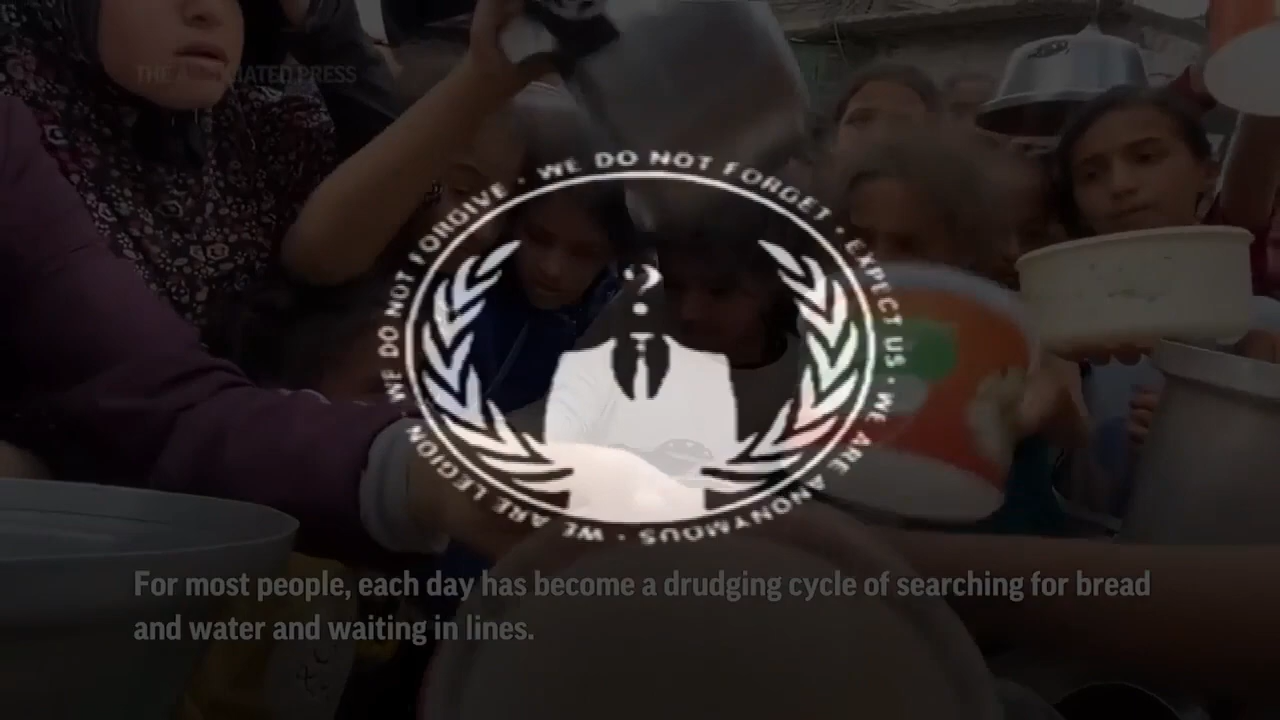 THE ASSOCIATED PRESS
WE ARE ANONYMOUS · WE ARE LEGION · WE DO NOT FORGIVE · WE DO NOT FORGET · EXPECT US ·
?
For most people, each day has become a drudging cycle of searching for bread
and water and waiting in lines.